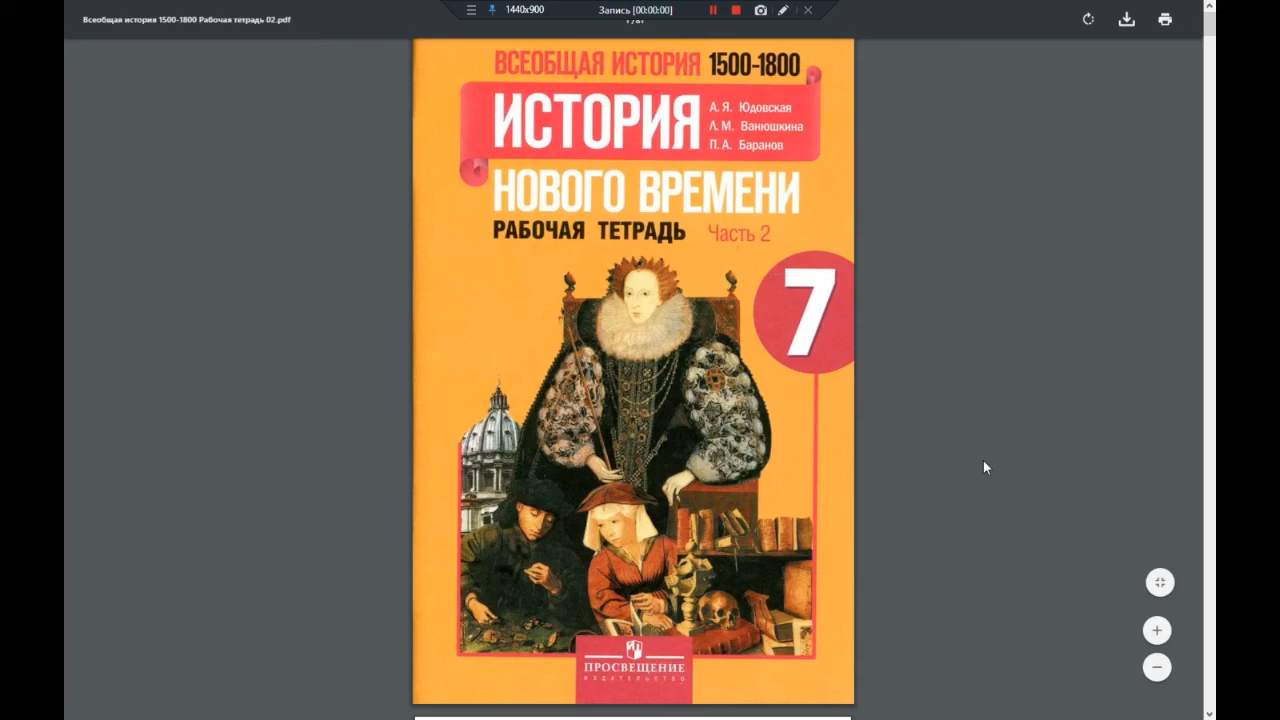 Всеобщая история 1500-1800 Рабочая тетрадь 02.pdf
1440x900
Запись [00:00:00]
ВСЕОБЩАЯ ИСТОРИЯ 1500-1800
ИСТОРИЯ
А. Я. Юдовская
Л. М. Ванюшкина
П. А. Баранов
НОВОГО ВРЕМЕНИ
РАБОЧАЯ ТЕТРАДЬ Часть 2
7
ПРОСВЕЩЕНИЕ
ИЗДАТЕЛЬСТВО